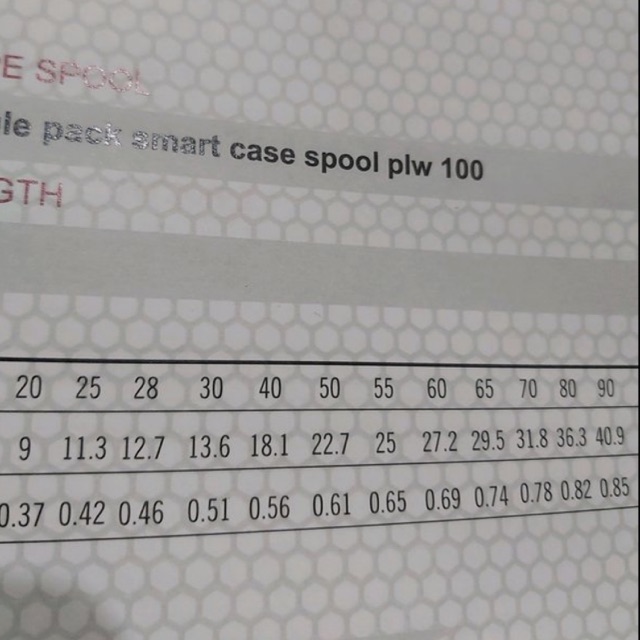 E SPOOL
le pack smart case spool plw 100
GTH
20 25 28 30 40 50 55 60 65 70 80 90
9 11.3 12.7 13.6 18.1 22.7 25 27.2 29.5 31.8 36.3 40.9
0.37 0.42 0.46 0.51 0.56 0.61 0.65 0.69 0.74 0.78 0.82 0.85